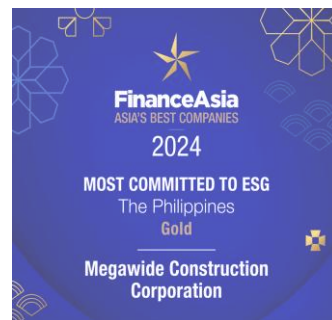 FinanceAsia
ASIA'S BEST COMPANIES
2024
MOST COMMITTED TO ESG
The Philippines
Gold
Megawide Construction
Corporation